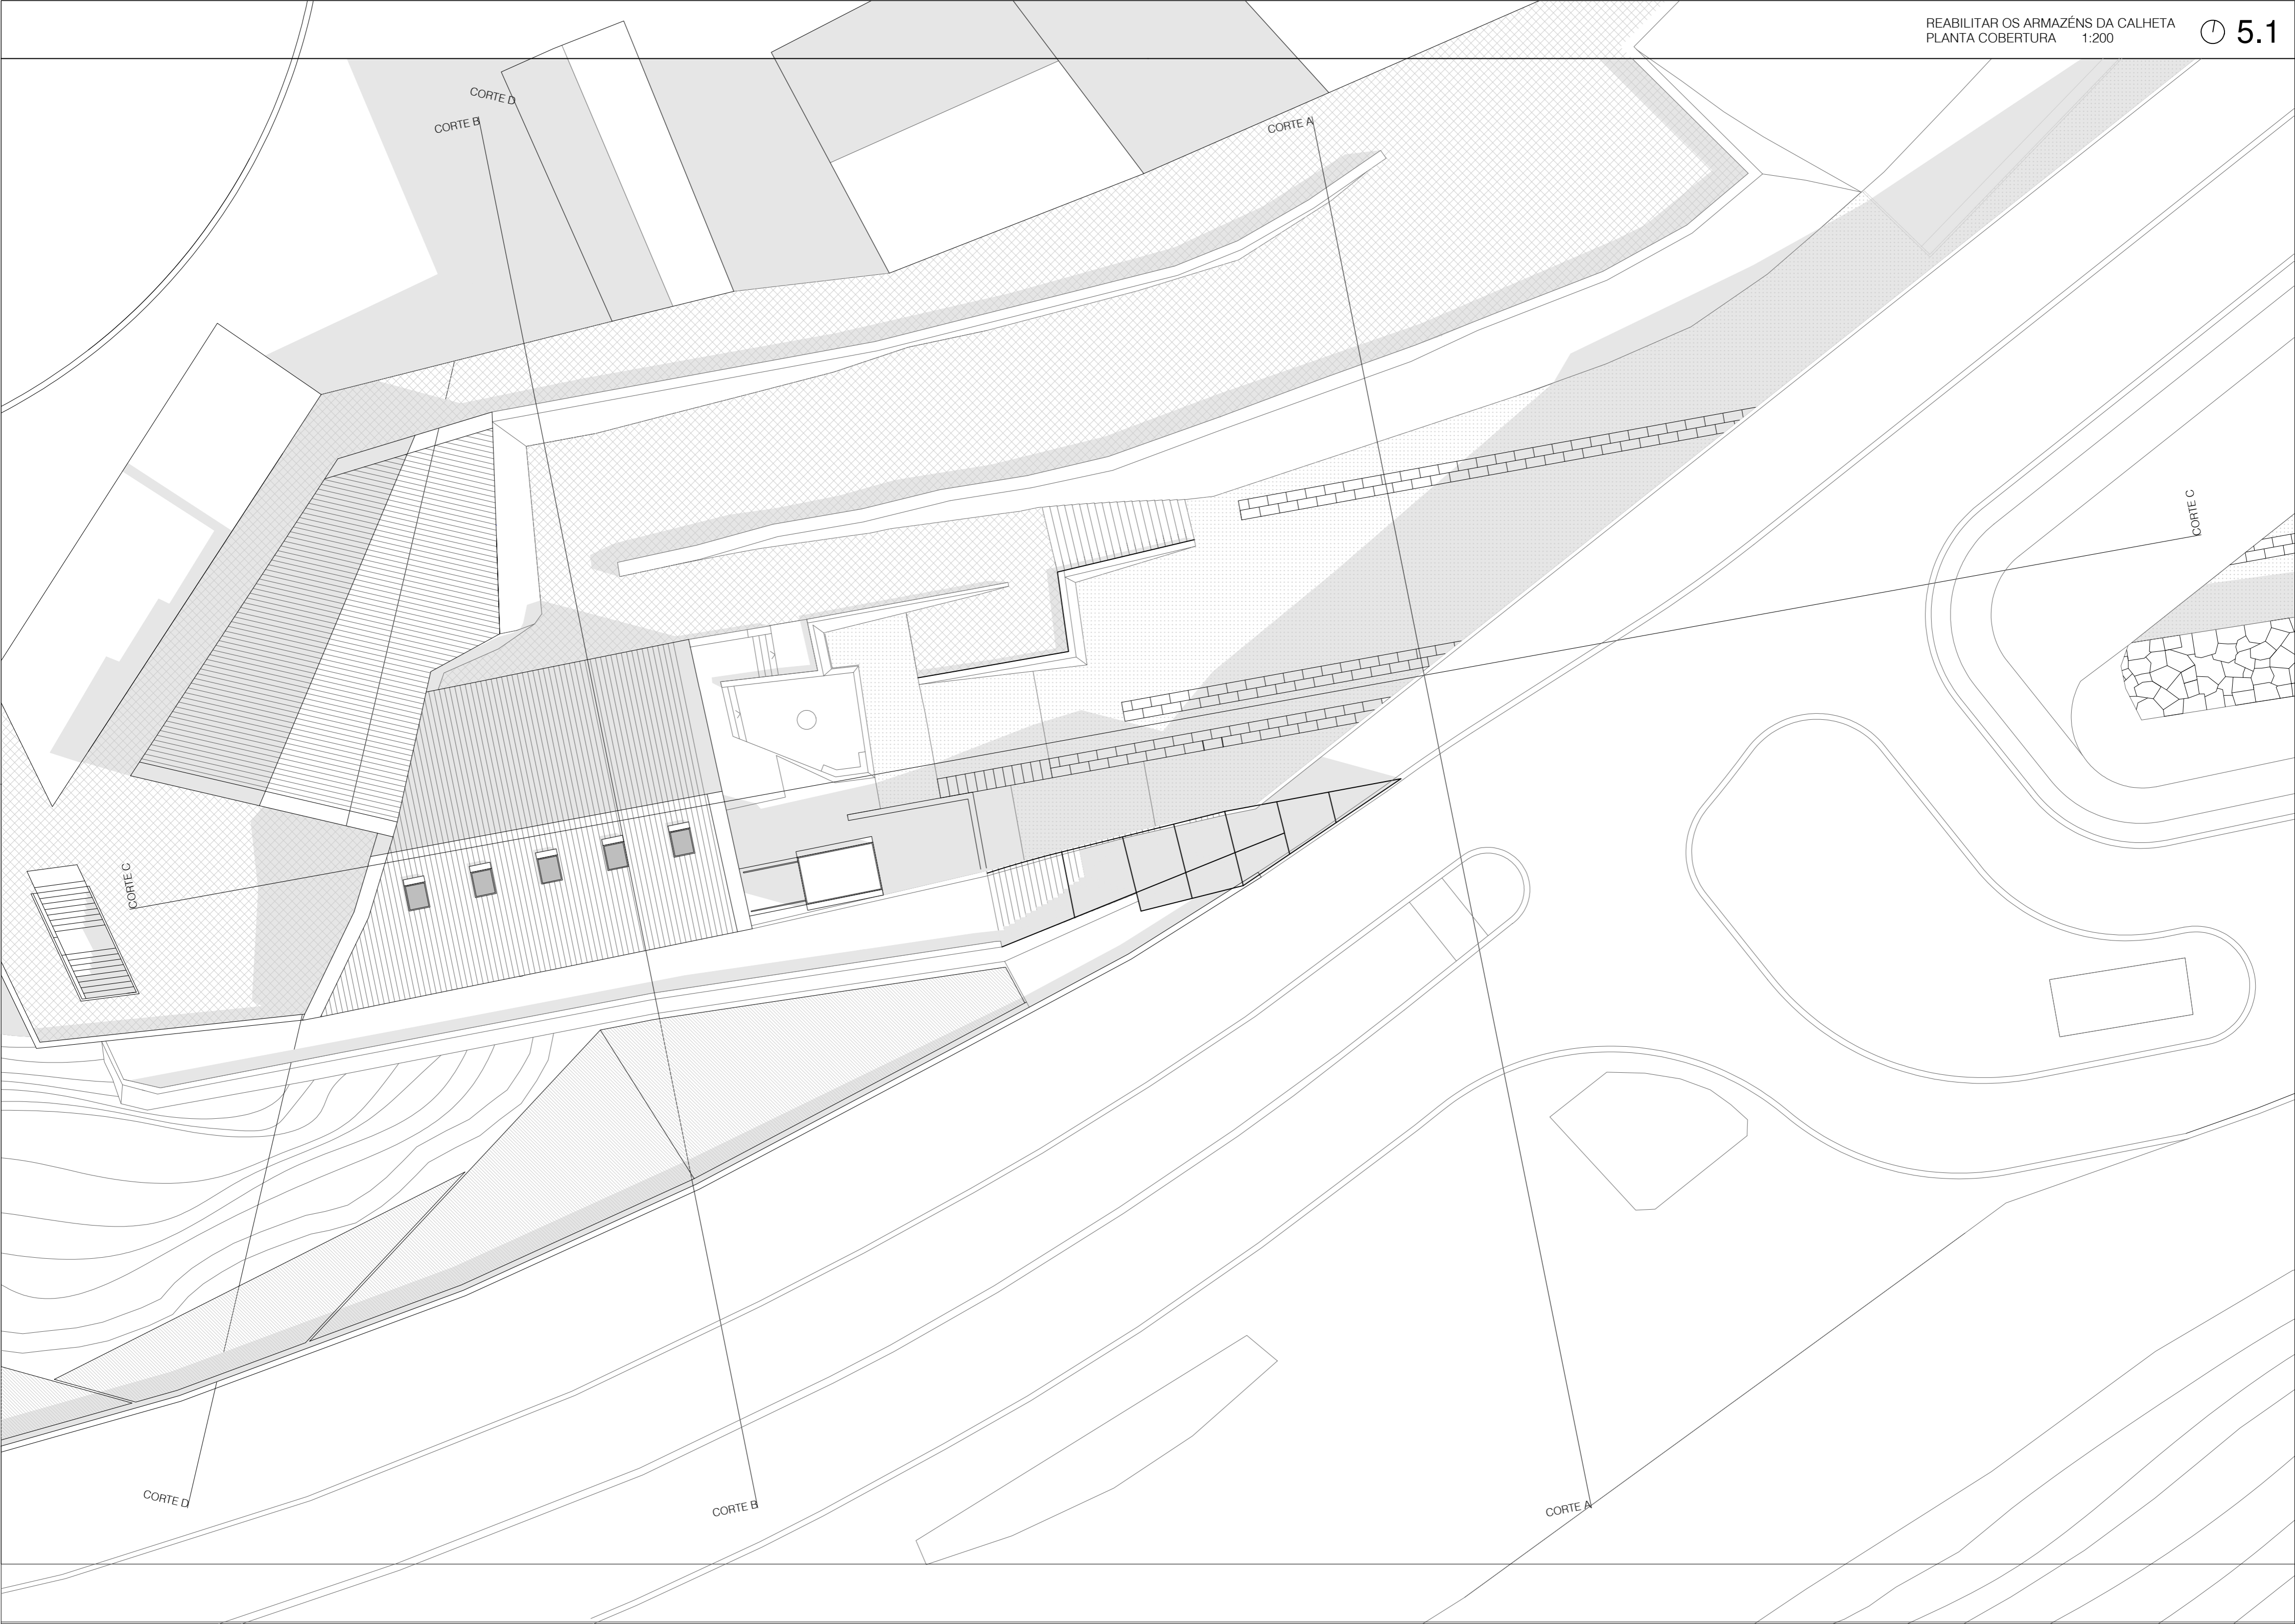 REABILITAR OS ARMAZÉNS DA CALHETA
PLANTA COBERTURA 1:200
5.1
CORTE D
CORTE B
CORTE A
CORTE C
CORTE C
CORTE D
CORTE B
CORTE A